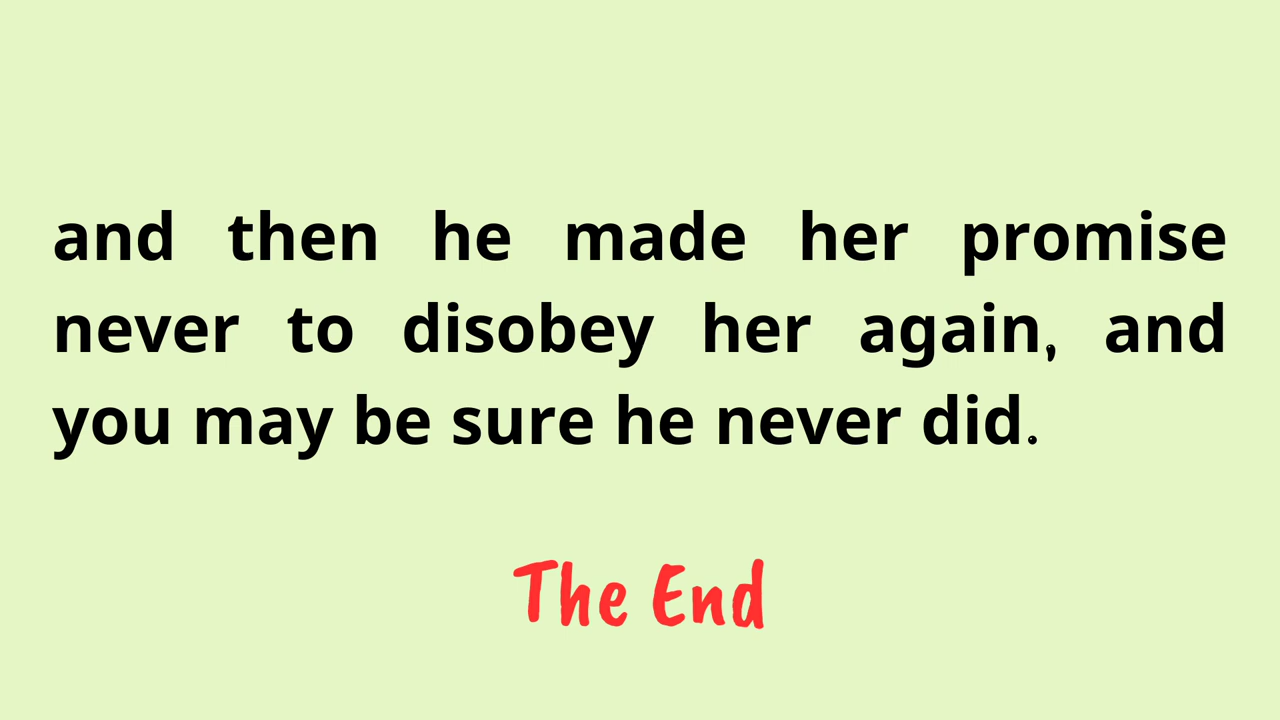 and then he made her promise
never to disobey her again, and
you may be sure he never did.
The End